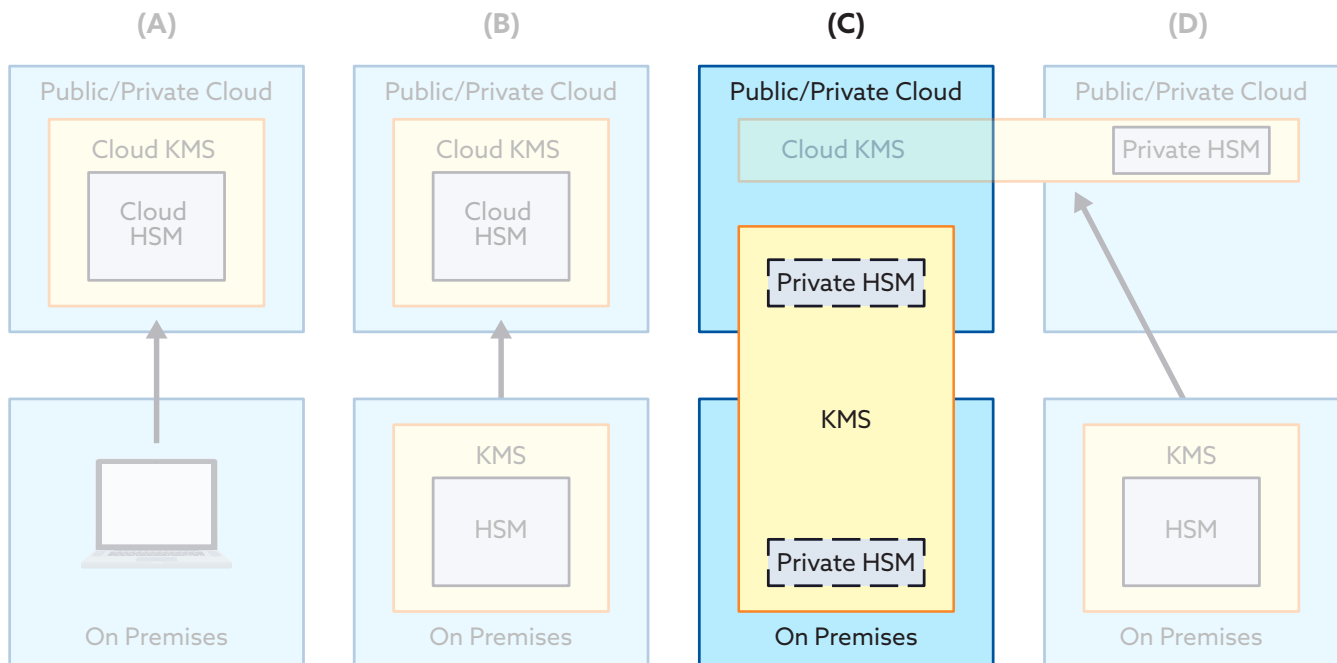 (A)
Public/Private Cloud
Cloud KMS
Cloud
HSM
On Premises
(B)
Public/Private Cloud
Cloud KMS
Cloud
HSM
KMS
HSM
On Premises
(C)
Public/Private Cloud
Cloud KMS
Private HSM
KMS
Private HSM
On Premises
(D)
Public/Private Cloud
Private HSM
KMS
HSM
On Premises